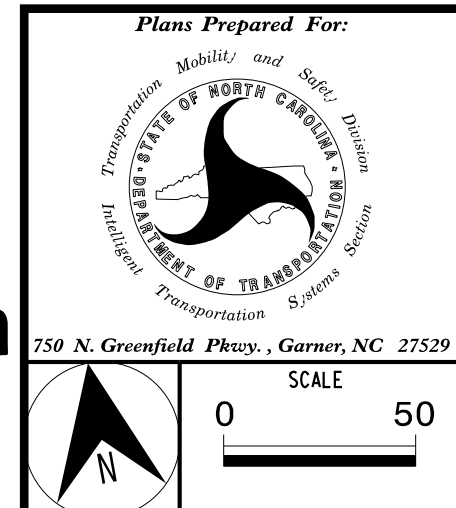 Plans Prepared For:
Transportation Mobility and Safety Division
STATE OF NORTH CAROLINA
DEPARTMENT OF TRANSPORTATION
Intelligent Transportation Systems Section
750 N. Greenfield Pkwy. , Garner, NC 27529
SCALE
0 50
N